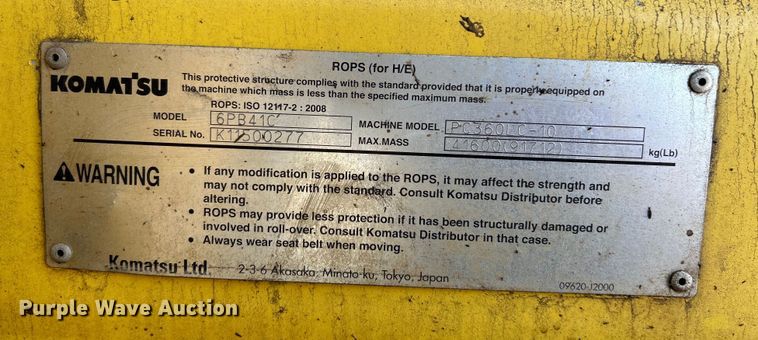 ROPS (for H/E)
KOMATSU
This protective structure complies with the standard provided that it is properly equipped on
the machine which mass is less than the specified maximum mass.
ROPS: ISO 12117-2 : 2008
MODEL 6PB41C MACHINE MODEL PC360LC-10
SERIAL No. K11500277 MAX.MASS 41600(91712) kg(Lb)
WARNING
• If any modification is applied to the ROPS, it may affect the strength and
may not comply with the standard. Consult Komatsu Distributor before
altering.
• ROPS may provide less protection if it has been structurally damaged or
involved in roll-over. Consult Komatsu Distributor in that case.
• Always wear seat belt when moving.
Komatsu Ltd. 2-3-6 Akasaka, Minato-ku, Tokyo, Japan
09620-J2000
Purple Wave Auction